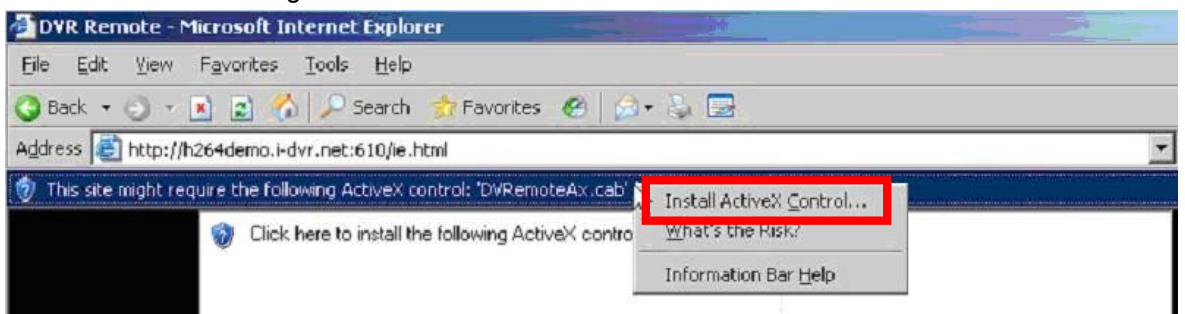 DVR Remote - Microsoft Internet Explorer
File Edit View Favorites Tools Help
Back Search Favorites
Address http://h264demo.i-dvr.net:610/ie.html
This site might require the following ActiveX control: 'DVRemoteAx.cab'
Install ActiveX Control...
Click here to install the following ActiveX contro
What's the Risk?
Information Bar Help